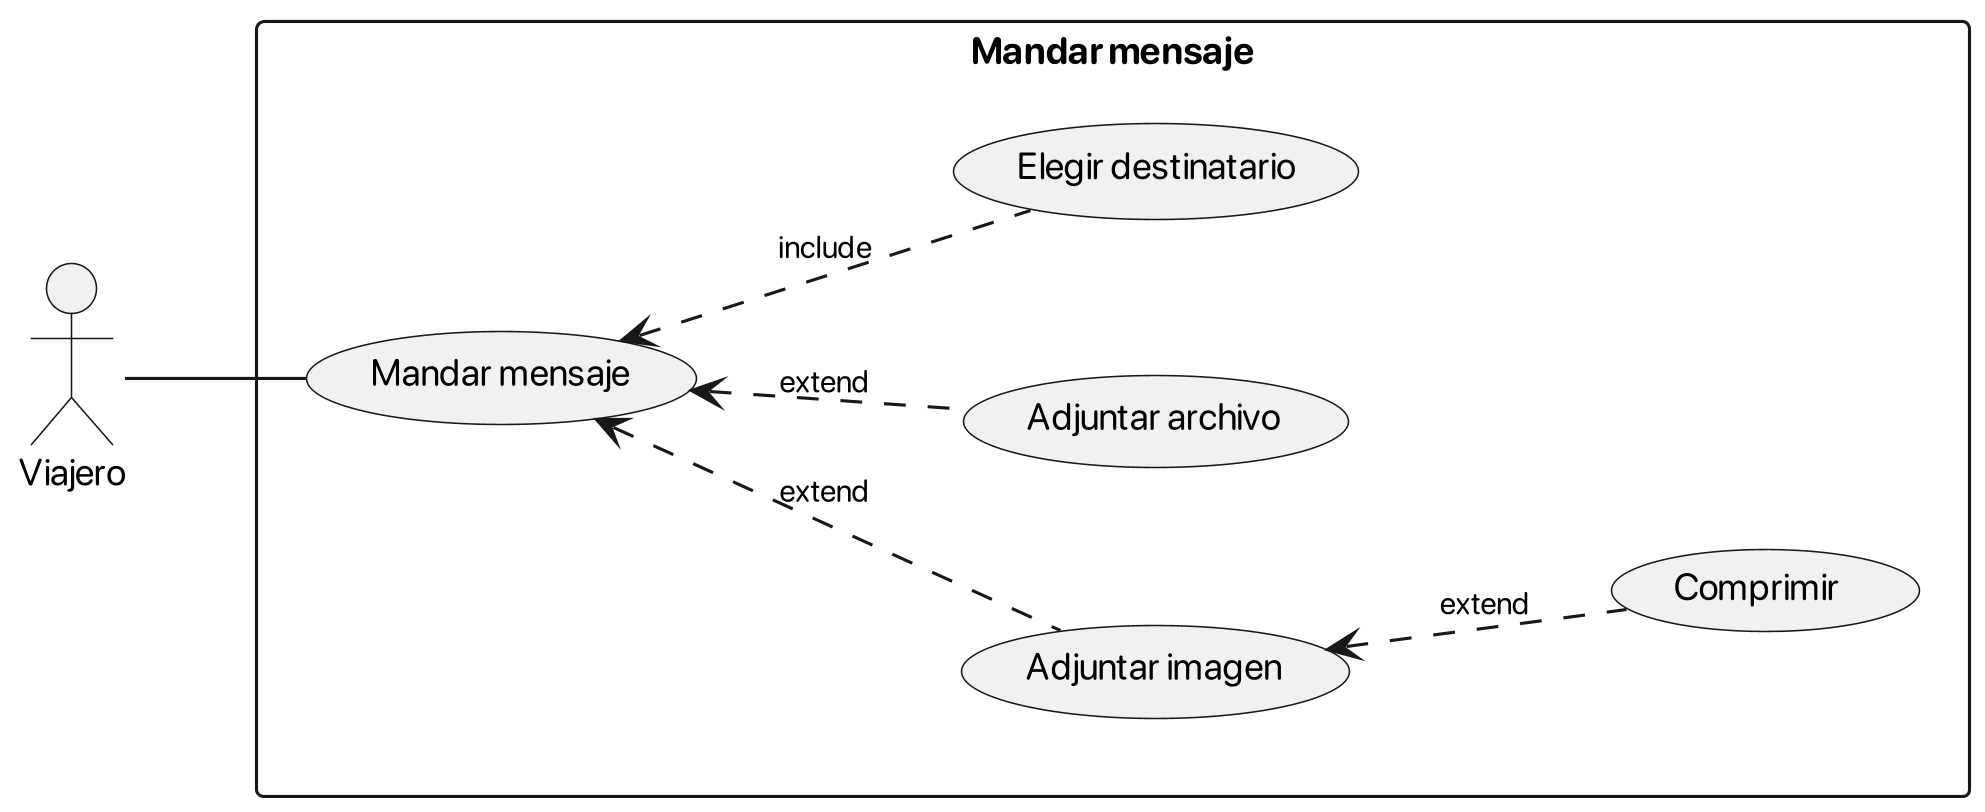 Mandar mensaje
Elegir destinatario
include
Mandar mensaje
extend
Adjuntar archivo
Viajero
extend
Comprimir
extend
Adjuntar imagen